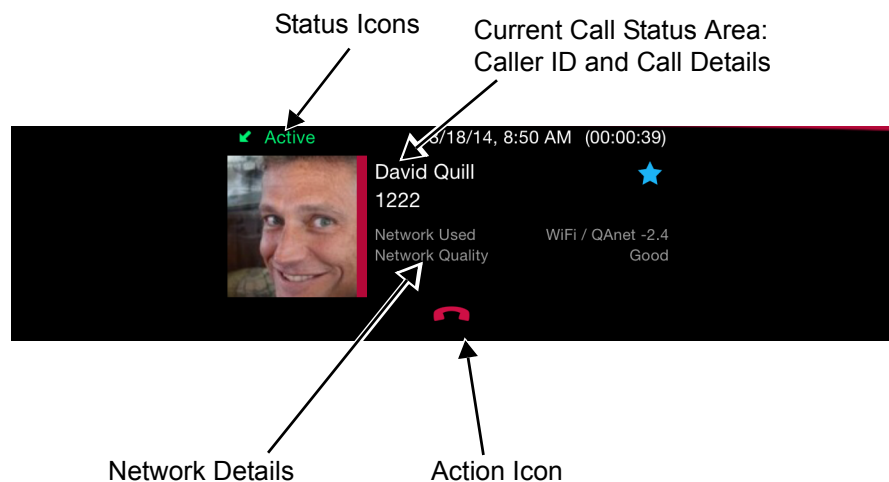 Status Icons
Current Call Status Area:
Caller ID and Call Details
Active
/18/14, 8:50 AM (00:00:39)
David Quill
1222
Network Used WiFi / QAnet -2.4
Network Quality Good
Network Details
Action Icon